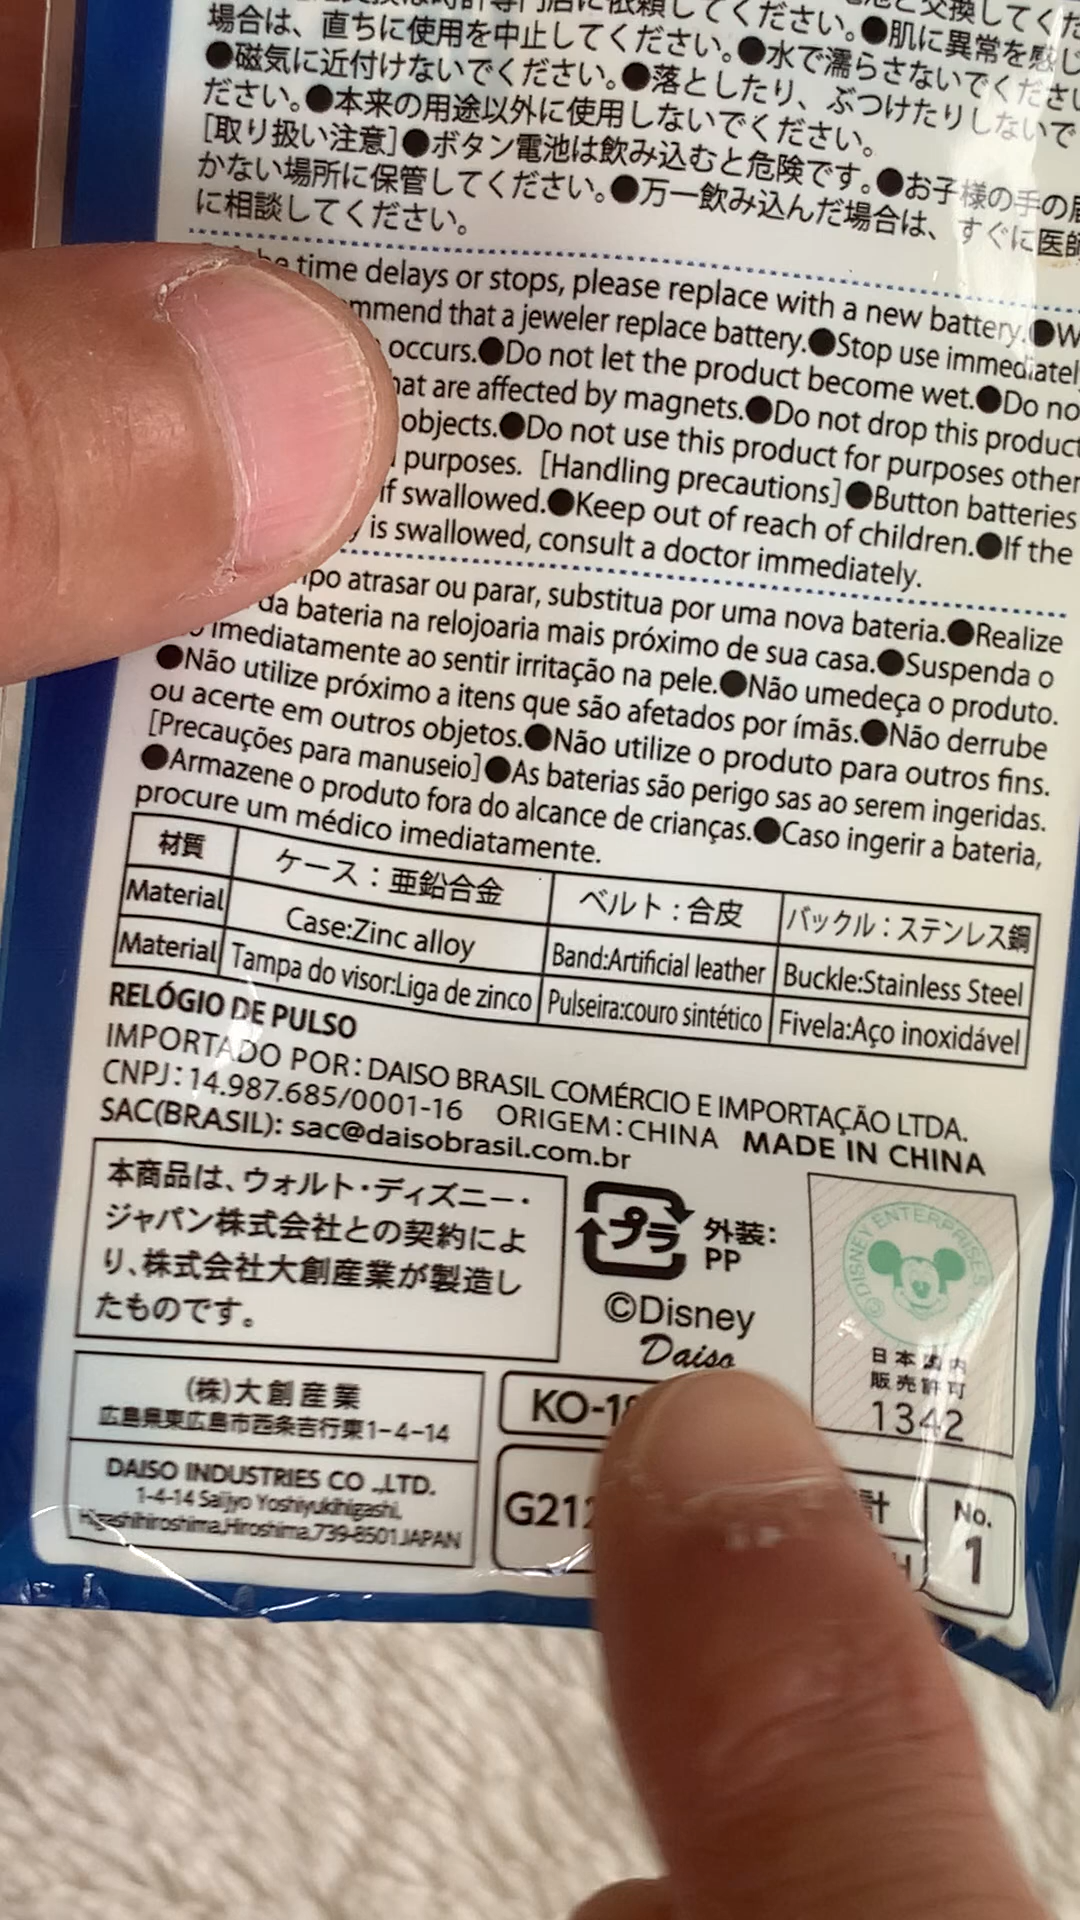 場合は、直ちに使用を中止してください。●肌に異常を感じ
●磁気に近付けないでください。●水で濡らさないでください
ださい。●本来の用途以外に使用しないでください。●落としたり、ぶつけたりしないで
[取り扱い注意]●ボタン電池は飲み込むと危険です。●お子様の手の届
かない場所に保管してください。●万一飲み込んだ場合は、すぐに医師
に相談してください。
time delays or stops, please replace with a new battery.●W
mmend that a jeweler replace battery.●Stop use immediatel
occurs.●Do not let the product become wet.●Do no
hat are affected by magnets.●Do not drop this product
objects.●Do not use this product for purposes other
purposes. [Handling precautions]●Button batteries
if swallowed.●Keep out of reach of children.●If the
y is swallowed, consult a doctor immediately.
mpo atrasar ou parar, substitua por uma nova bateria.●Realize
da bateria na relojoaria mais próximo de sua casa.●Suspenda o
imediatamente ao sentir irritação na pele.●Não umedeça o produto.
●Não utilize próximo a itens que são afetados por ímãs.●Não derrube
ou acerte em outros objetos.●Não utilize o produto para outros fins.
[Precauções para manuseio]●As baterias são perigo sas ao serem ingeridas.
●Armazene o produto fora do alcance de crianças.●Caso ingerir a bateria,
procure um médico imediatamente.
材質 ケース：亜鉛合金 ベルト：合皮 バックル：ステンレス鋼
Material Case:Zinc alloy Band:Artificial leather Buckle:Stainless Steel
Material Tampa do visor:Liga de zinco Pulseira:couro sintético Fivela:Aço inoxidável
RELÓGIO DE PULSO
IMPORTADO POR:DAISO BRASIL COMÉRCIO E IMPORTAÇÃO LTDA.
CNPJ:14.987.685/0001-16 ORIGEM:CHINA MADE IN CHINA
SAC(BRASIL): sac@daisobrasil.com.br
本商品は、ウォルト・ディズニー・
ジャパン株式会社との契約によ
り、株式会社大創産業が製造し
たものです。
プラ 外装:
PP
©Disney
Daiso
©DISNEY ENTERPRISES, INC.
日本国内
販売許可
1342
(株)大創産業
広島県東広島市西条吉行東1-4-14
DAISO INDUSTRIES CO.,LTD.
1-4-14 Saijyo Yoshiyukihigashi,
Higashihiroshima,Hiroshima,739-8501JAPAN
KO-1
G212
計
No.
1